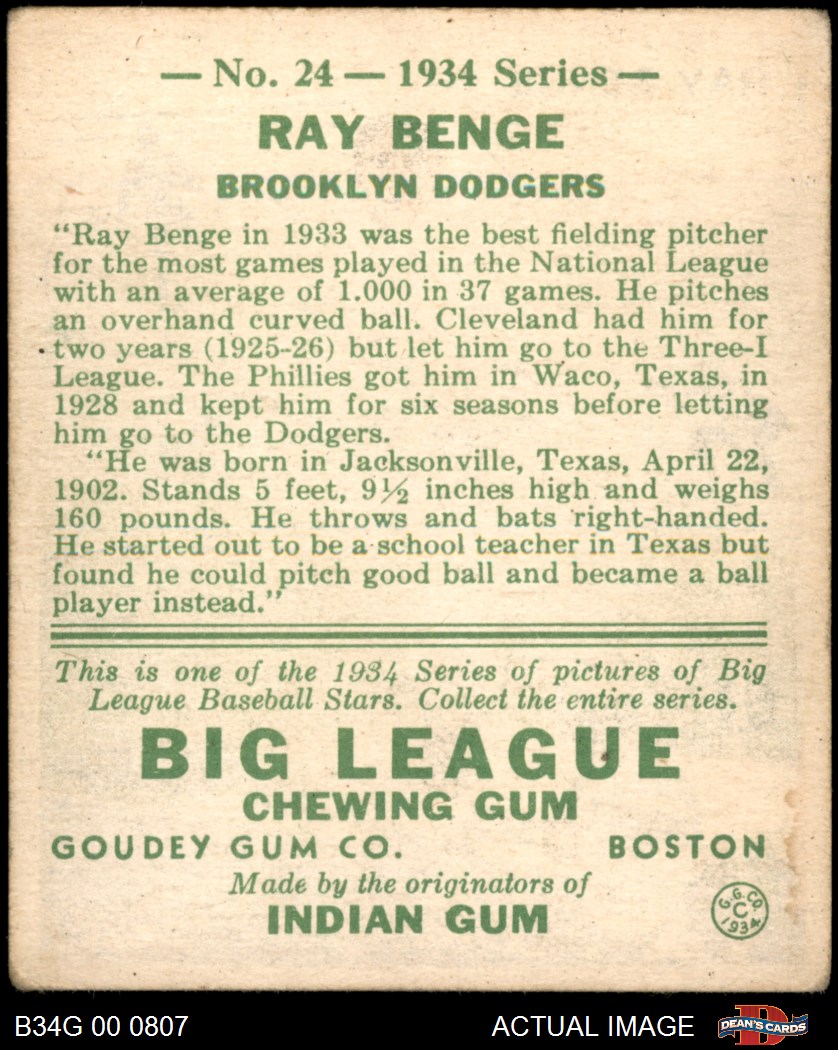 — No. 24 — 1934 Series —
RAY BENGE
BROOKLYN DODGERS
“Ray Benge in 1933 was the best fielding pitcher
for the most games played in the National League
with an average of 1.000 in 37 games. He pitches
an overhand curved ball. Cleveland had him for
two years (1925-26) but let him go to the Three-I
League. The Phillies got him in Waco, Texas, in
1928 and kept him for six seasons before letting
him go to the Dodgers.
“He was born in Jacksonville, Texas, April 22,
1902. Stands 5 feet, 9½ inches high and weighs
160 pounds. He throws and bats right-handed.
He started out to be a school teacher in Texas but
found he could pitch good ball and became a ball
player instead.”
This is one of the 1934 Series of pictures of Big
League Baseball Stars. Collect the entire series.
BIG LEAGUE
CHEWING GUM
GOUDEY GUM CO. BOSTON
Made by the originators of
INDIAN GUM
G.G.CO.
C
1934
B34G 00 0807 ACTUAL IMAGE D DEAN'S CARDS